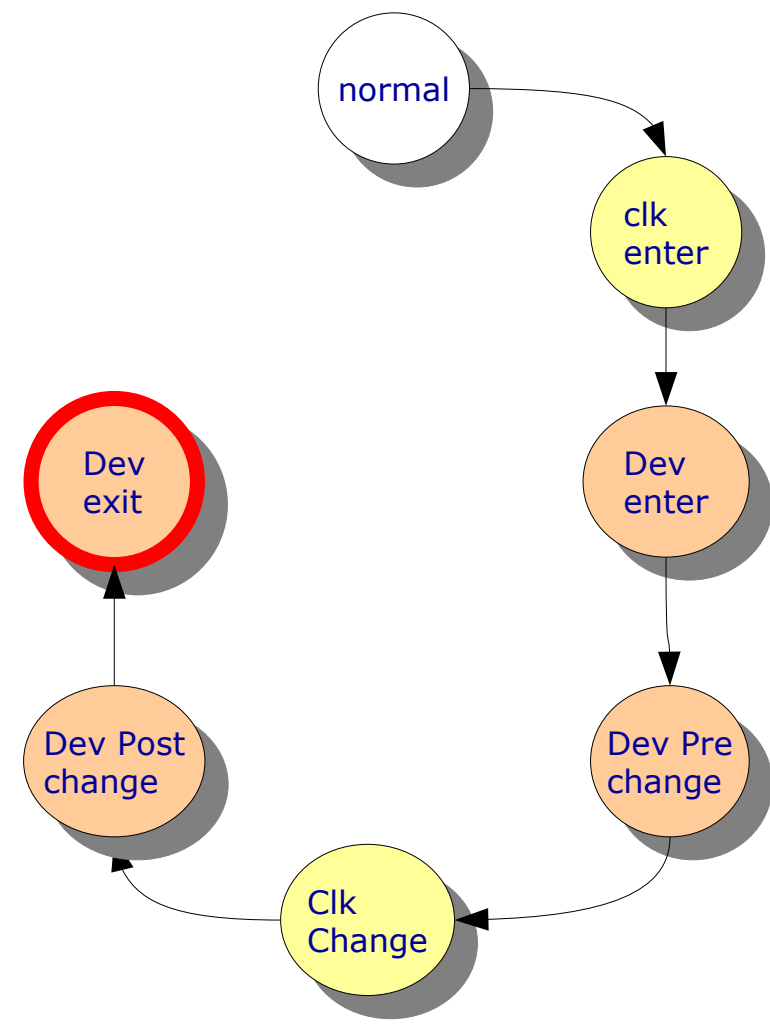 normal
clk
enter
Dev
enter
Dev Pre
change
Clk
Change
Dev Post
change
Dev
exit